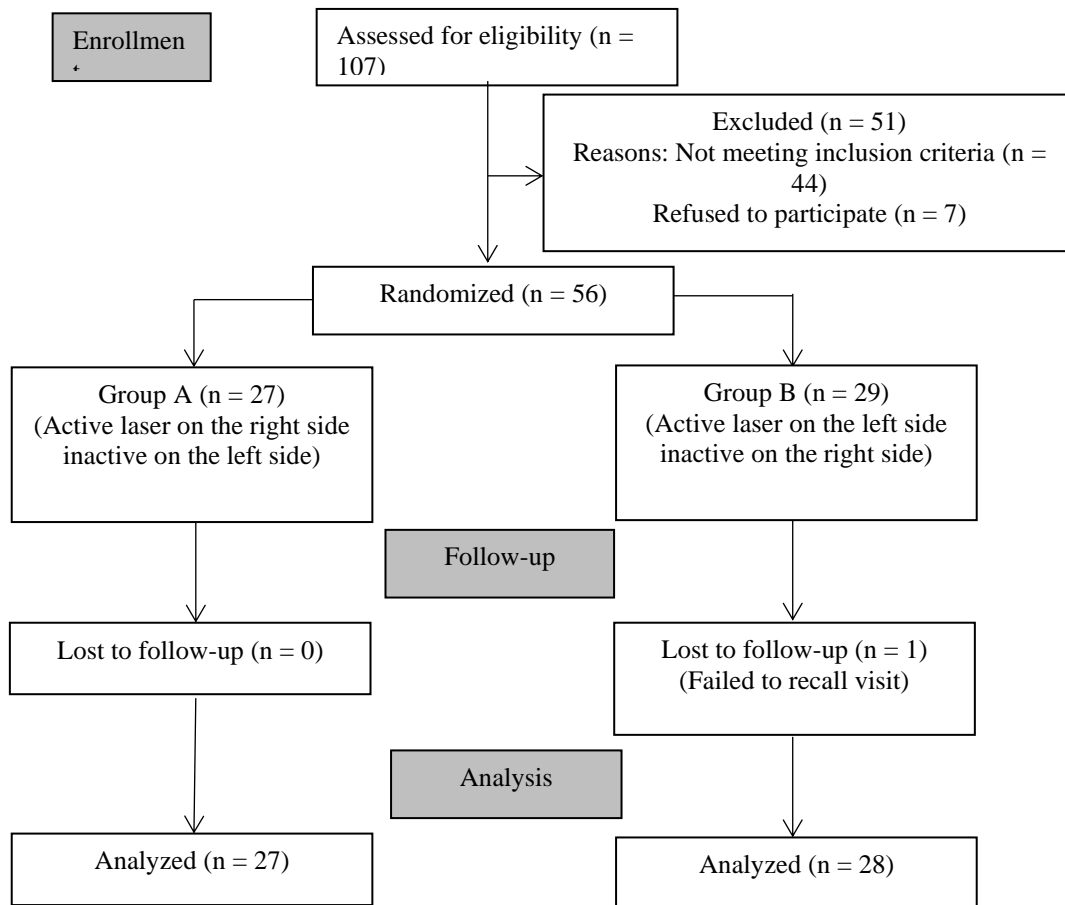 Enrollmen
Assessed for eligibility (n =
107)
Excluded (n = 51)
Reasons: Not meeting inclusion criteria (n =
44)
Refused to participate (n = 7)
Randomized (n = 56)
Group A (n = 27)
(Active laser on the right side
inactive on the left side)
Group B (n = 29)
(Active laser on the left side
inactive on the right side)
Follow-up
Lost to follow-up (n = 0)
Lost to follow-up (n = 1)
(Failed to recall visit)
Analysis
Analyzed (n = 27)
Analyzed (n = 28)